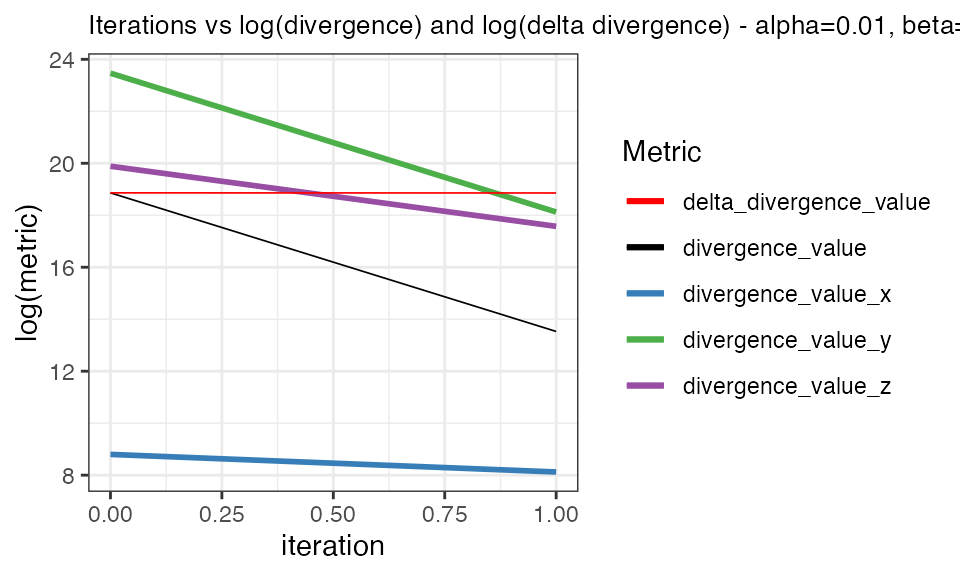 Iterations vs log(divergence) and log(delta divergence) - alpha=0.01, beta=
24
20
16
12
8
log(metric)
0.00 0.25 0.50 0.75 1.00
iteration
Metric
delta_divergence_value
divergence_value
divergence_value_x
divergence_value_y
divergence_value_z